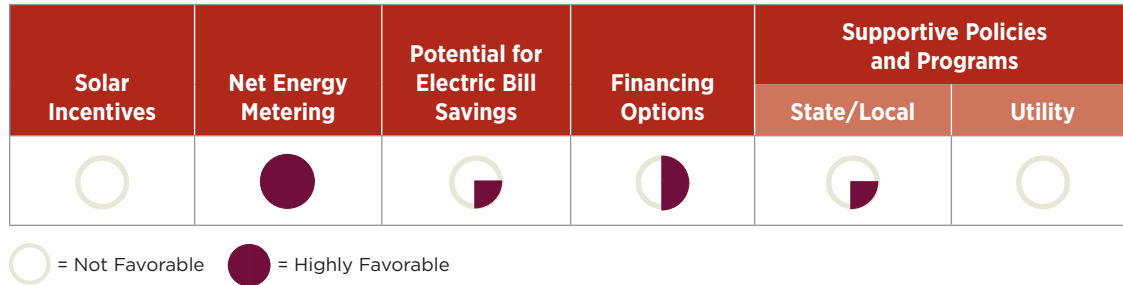 Solar
Incentives
Net Energy
Metering
Potential for
Electric Bill
Savings
Financing
Options
Supportive Policies
and Programs
State/Local
Utility
= Not Favorable
= Highly Favorable